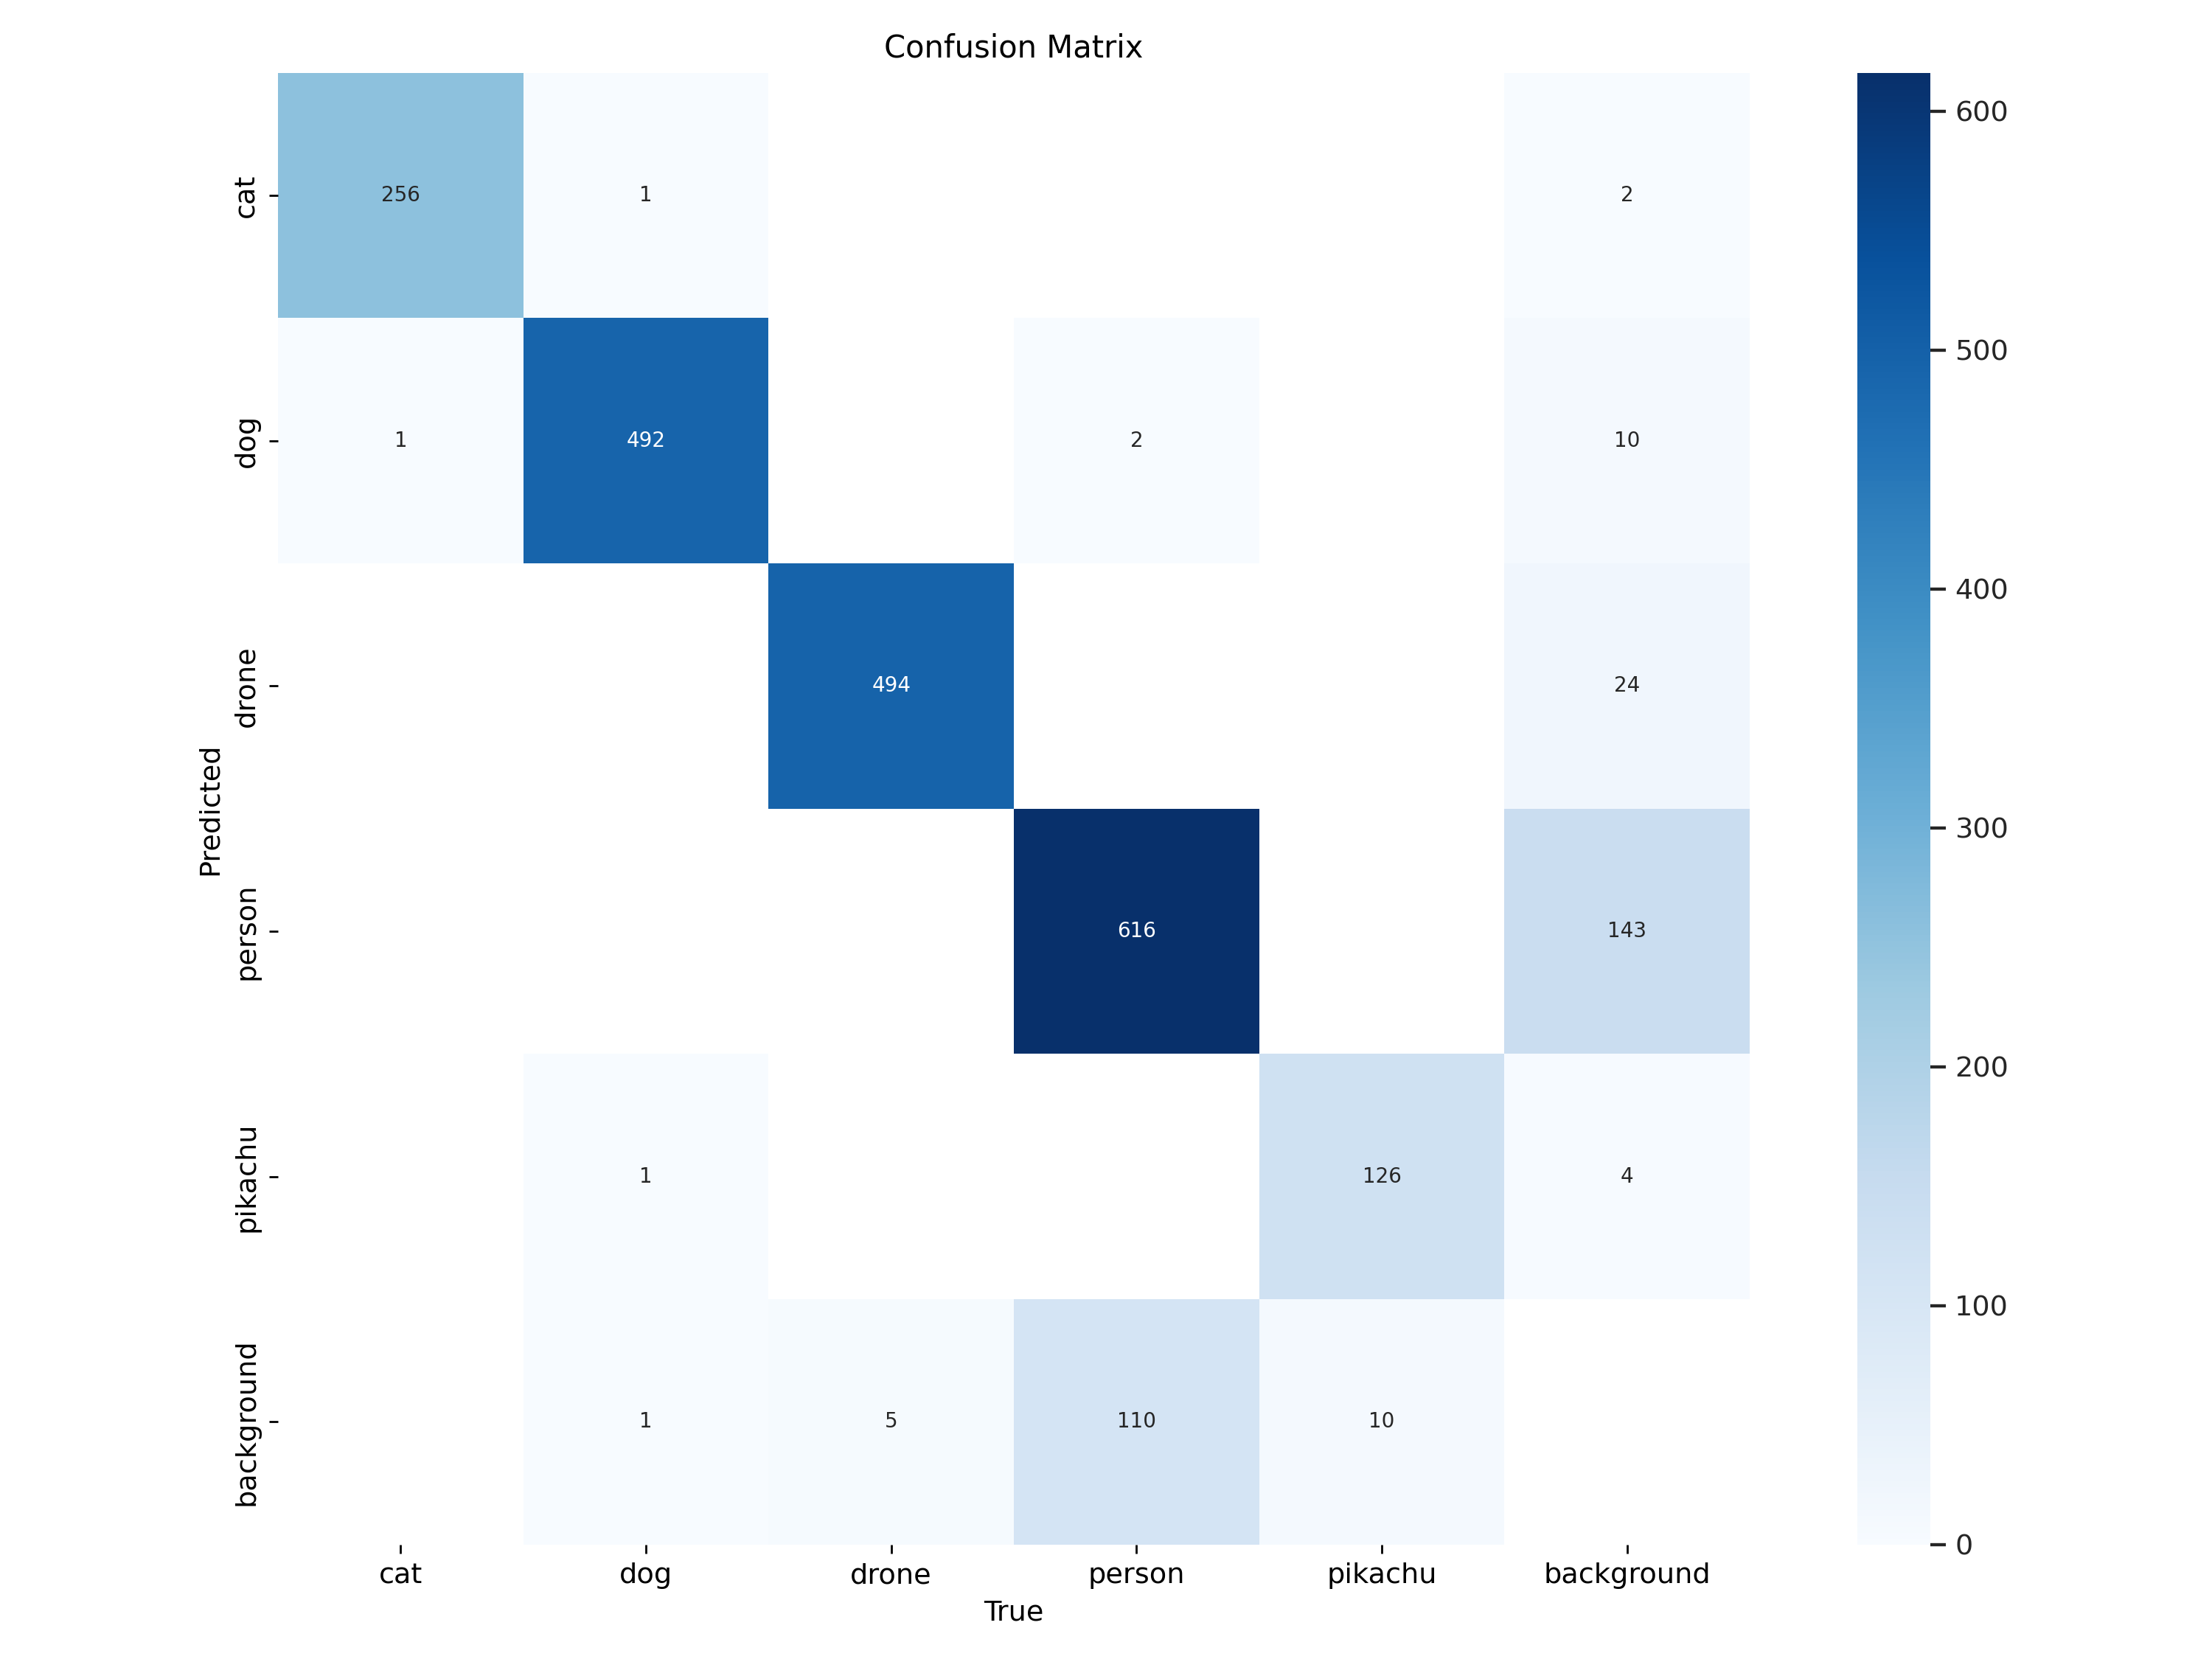 Confusion Matrix
Predicted
cat
256
1
2
dog
1
492
2
10
drone
494
24
person
616
143
pikachu
1
126
4
background
1
5
110
10
cat dog drone person pikachu background
True
600
500
400
300
200
100
0